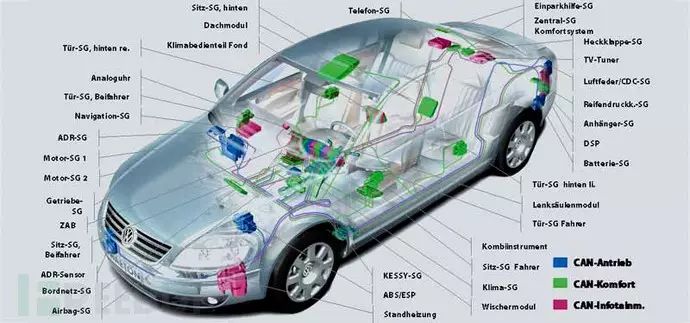 Sitz-SG, hinten
Dachmodul
Klimabedienteil Fond
Tür-SG, hinten re.
Analoguhr
Tür-SG, Beifahrer
Navigation-SG
ADR-SG
Motor-SG 1
Motor-SG 2
Getriebe-
SG
ZAB
Sitz-SG,
Beifahrer
ADR-Sensor
Bordnetz-SG
Airbag-SG
Telefon-SG
Einparkhilfe-SG
Zentral-SG
Komfortsystem
Heckklappe-SG
TV-Tuner
Luftfeder/CDC-SG
Reifendruckk.-SG
Anhänger-SG
DSP
Batterie-SG
Tür-SG hinten li.
Lenksäulenmodul
Tür-SG Fahrer
Kombiinstrument
Sitz-SG Fahrer
Klima-SG
Wischermodul
KESSY-SG
ABS/ESP
Standheizung
CAN-Antrieb
CAN-Komfort
CAN-Infotainm.